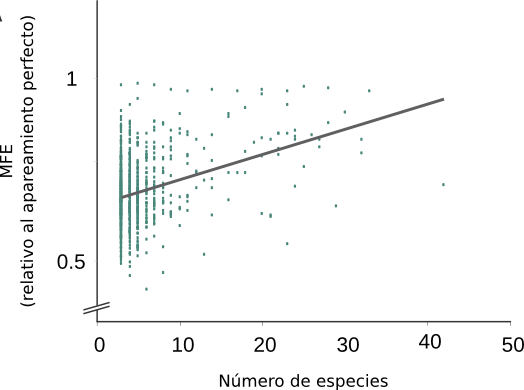 MFE
(relativo al apareamiento perfecto)
1
0.5
0 10 20 30 40 50
Número de especies